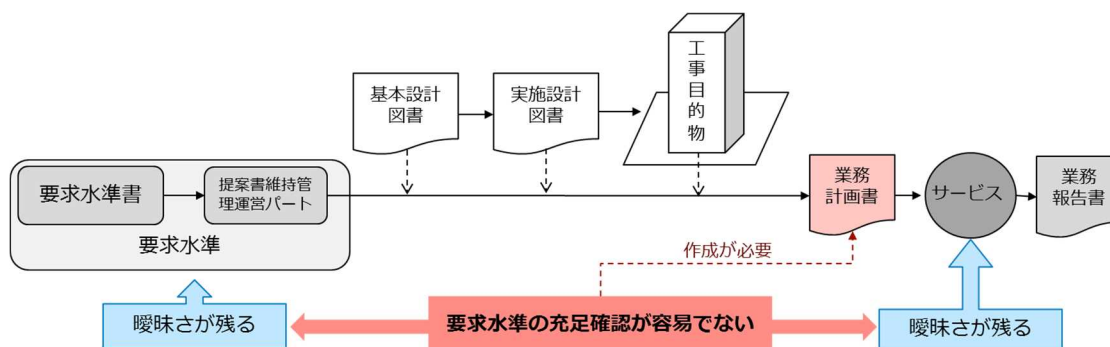 基本設計
図書
実施設計
図書
工事目的物
要求水準書
提案書維持管
理運営パート
要求水準
業務
計画書
サービス
業務
報告書
作成が必要
曖昧さが残る
要求水準の充足確認が容易でない
曖昧さが残る